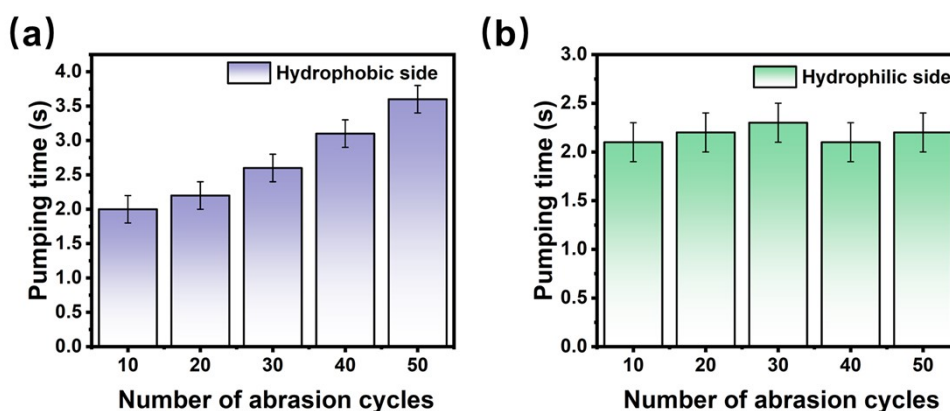 (a)
Hydrophobic side
Pumping time (s)
4.0
3.5
3.0
2.5
2.0
1.5
1.0
0.5
0.0
10 20 30 40 50
Number of abrasion cycles
(b)
Hydrophilic side
Pumping time (s)
3.0
2.5
2.0
1.5
1.0
0.5
0.0
10 20 30 40 50
Number of abrasion cycles